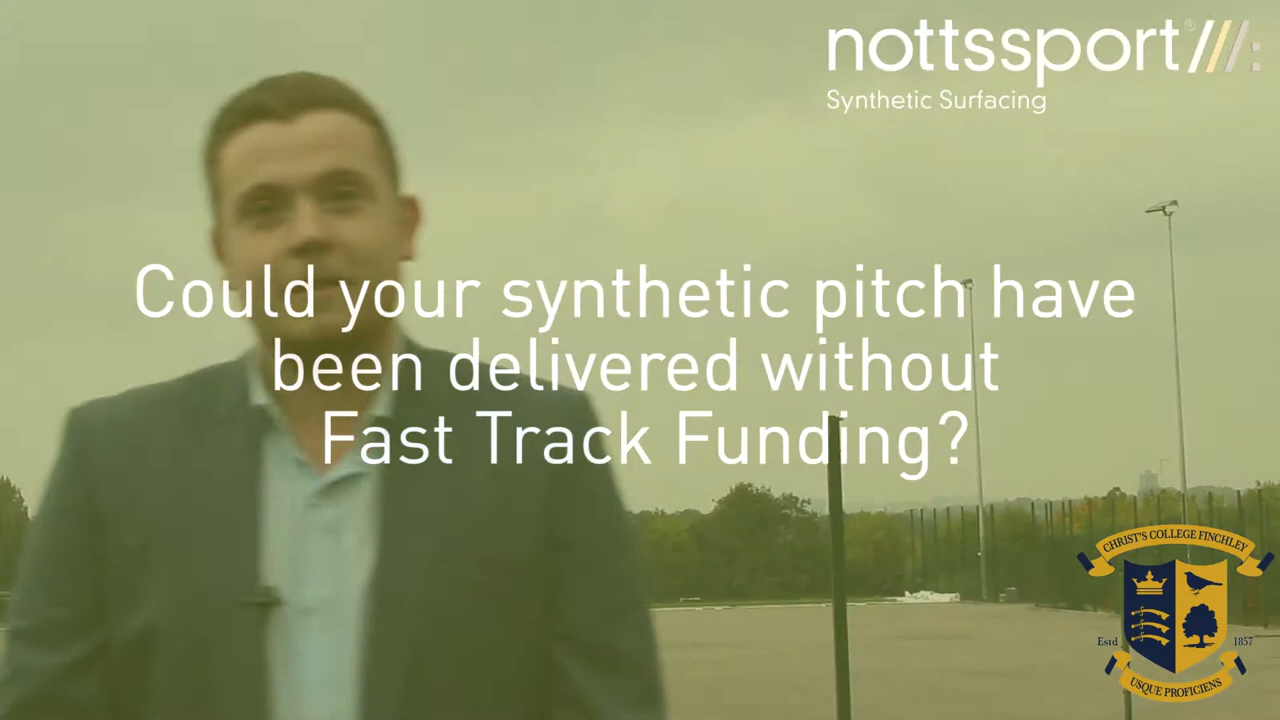 nottssport®
Synthetic Surfacing
Could your synthetic pitch have
been delivered without
Fast Track Funding?
CHRIST'S COLLEGE FINCHLEY
Estd 1857
USQUE PROFICIENS